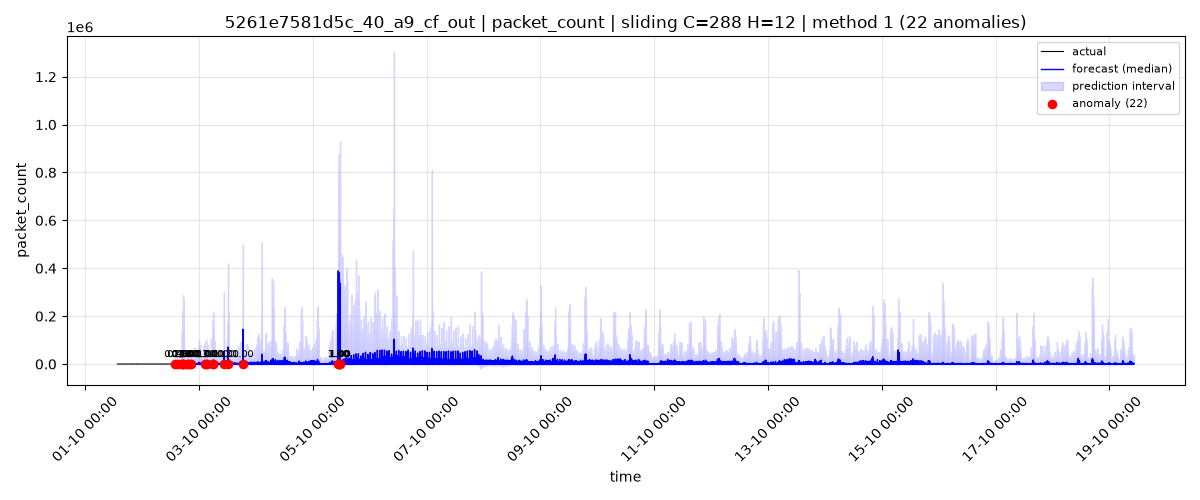 5261e7581d5c_40_a9_cf_out | packet_count | sliding C=288 H=12 | method 1 (22 anomalies)
1e6
actual
forecast (median)
prediction interval
anomaly (22)
1.2
1.0
0.8
0.6
0.4
0.2
0.0
packet_count
1.00
01-10 00:00
03-10 00:00
05-10 00:00
07-10 00:00
09-10 00:00
11-10 00:00
13-10 00:00
15-10 00:00
17-10 00:00
19-10 00:00
time